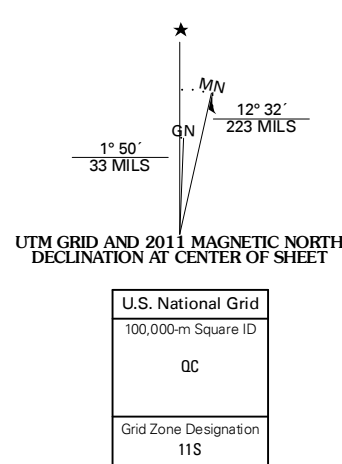 MN
GN
12° 32´
223 MILS
1° 50´
33 MILS
UTM GRID AND 2011 MAGNETIC NORTH
DECLINATION AT CENTER OF SHEET
U.S. National Grid
100,000-m Square ID
QC
Grid Zone Designation
11S